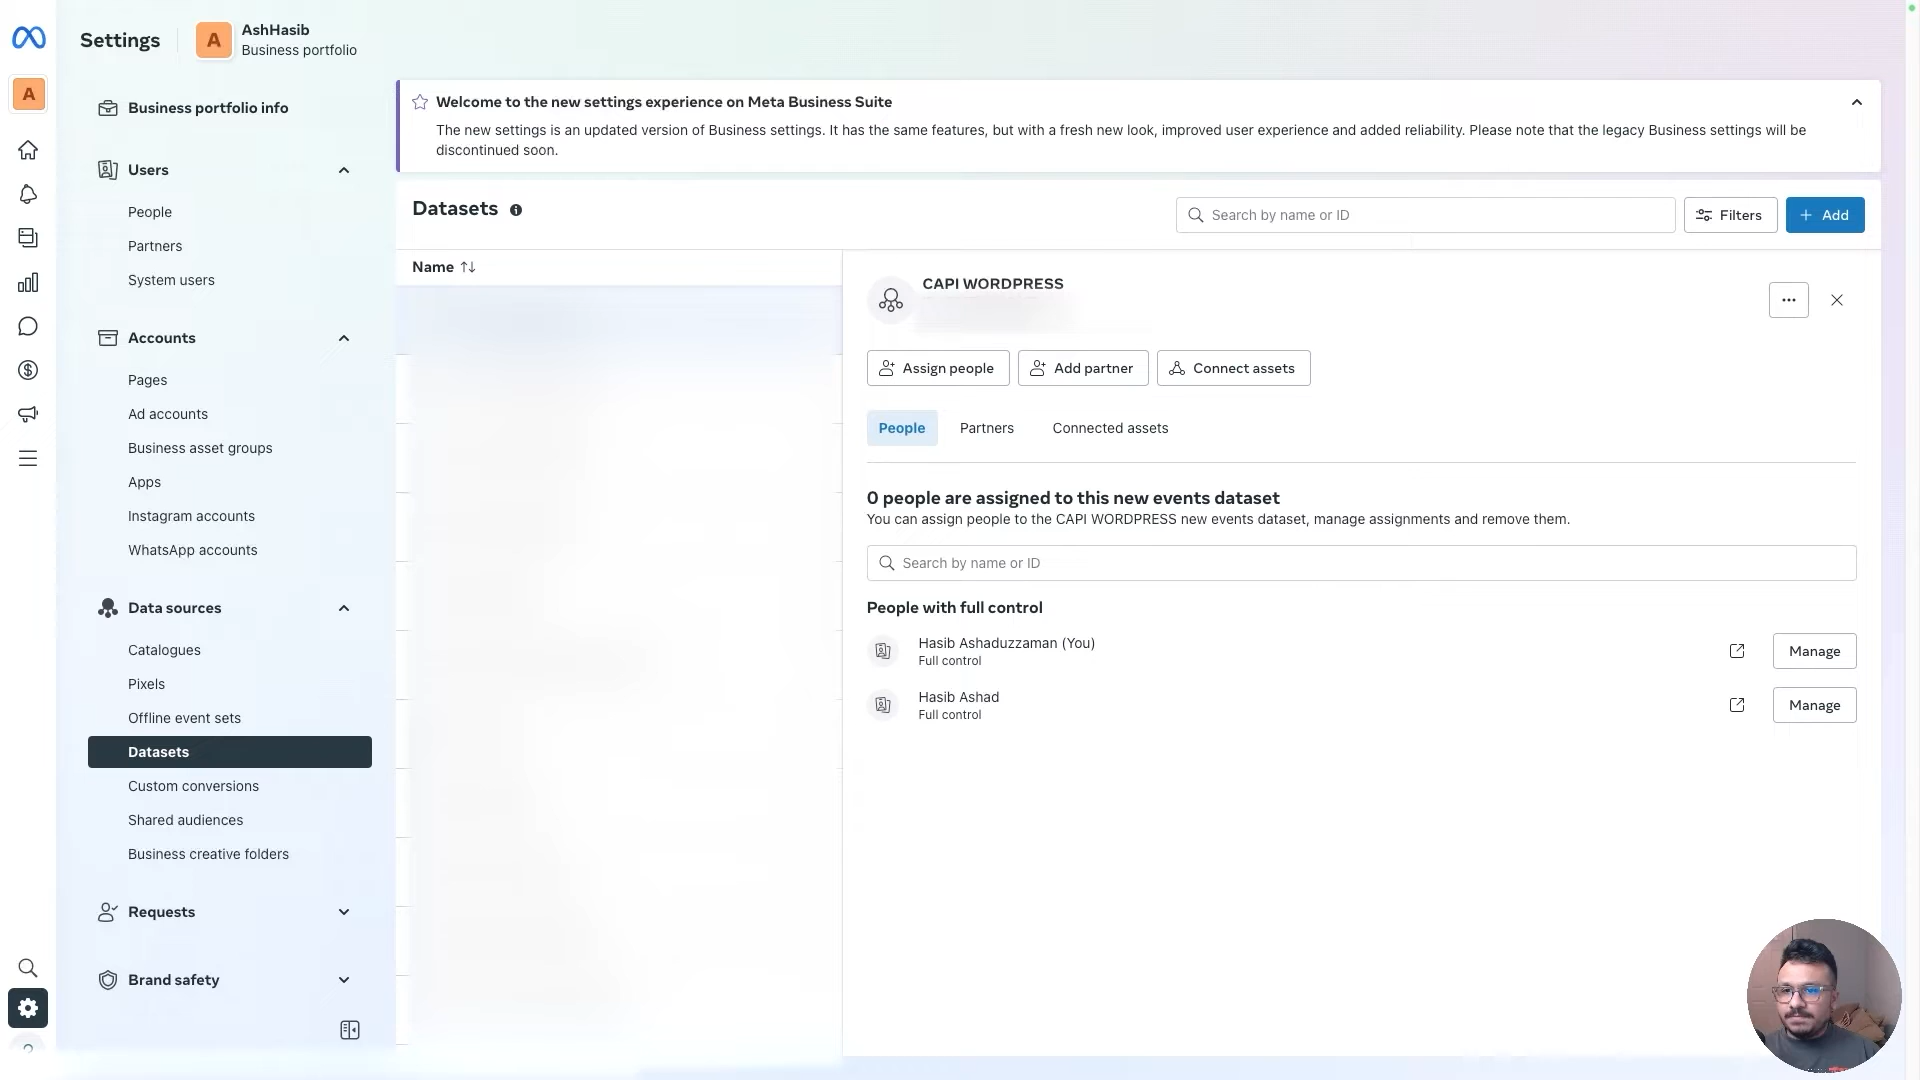 Settings
A
AshHasib
Business portfolio
A
Business portfolio info
Users
People
Partners
System users
Accounts
Pages
Ad accounts
Business asset groups
Apps
Instagram accounts
WhatsApp accounts
Data sources
Catalogues
Pixels
Offline event sets
Datasets
Custom conversions
Shared audiences
Business creative folders
Requests
Brand safety
Welcome to the new settings experience on Meta Business Suite
The new settings is an updated version of Business settings. It has the same features, but with a fresh new look, improved user experience and added reliability. Please note that the legacy Business settings will be
discontinued soon.
Datasets
Search by name or ID
Filters
+ Add
Name
CAPI WORDPRESS
Assign people
Add partner
Connect assets
People
Partners
Connected assets
0 people are assigned to this new events dataset
You can assign people to the CAPI WORDPRESS new events dataset, manage assignments and remove them.
Search by name or ID
People with full control
Hasib Ashaduzzaman (You)
Full control
Manage
Hasib Ashad
Full control
Manage